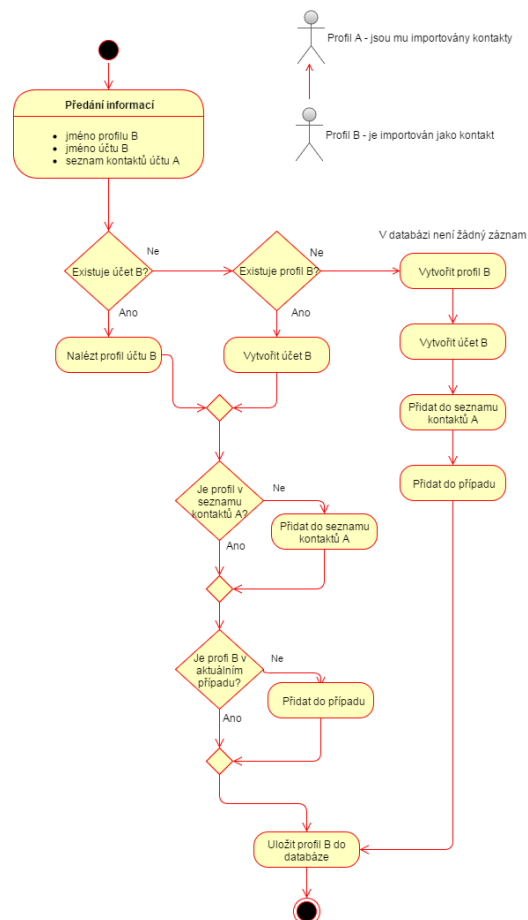 Profil A - jsou mu importovány kontakty
Předání informací
jméno profilu B
jméno účtu B
seznam kontaktů účtu A
Profil B - je importován jako kontakt
V databázi není žádný záznam
Ne
Ne
Existuje účet B?
Existuje profil B?
Vytvořit profil B
Ano
Ano
Nalézt profil účtu B
Vytvořit účet B
Vytvořit účet B
Přidat do seznamu
kontaktů A
Přidat do případu
Je profil v
seznamu
kontaktů A?
Ne
Přidat do seznamu
kontaktů A
Ano
Je profi B v
aktuálním
případu?
Ne
Přidat do případu
Ano
Uložit profil B do
databáze